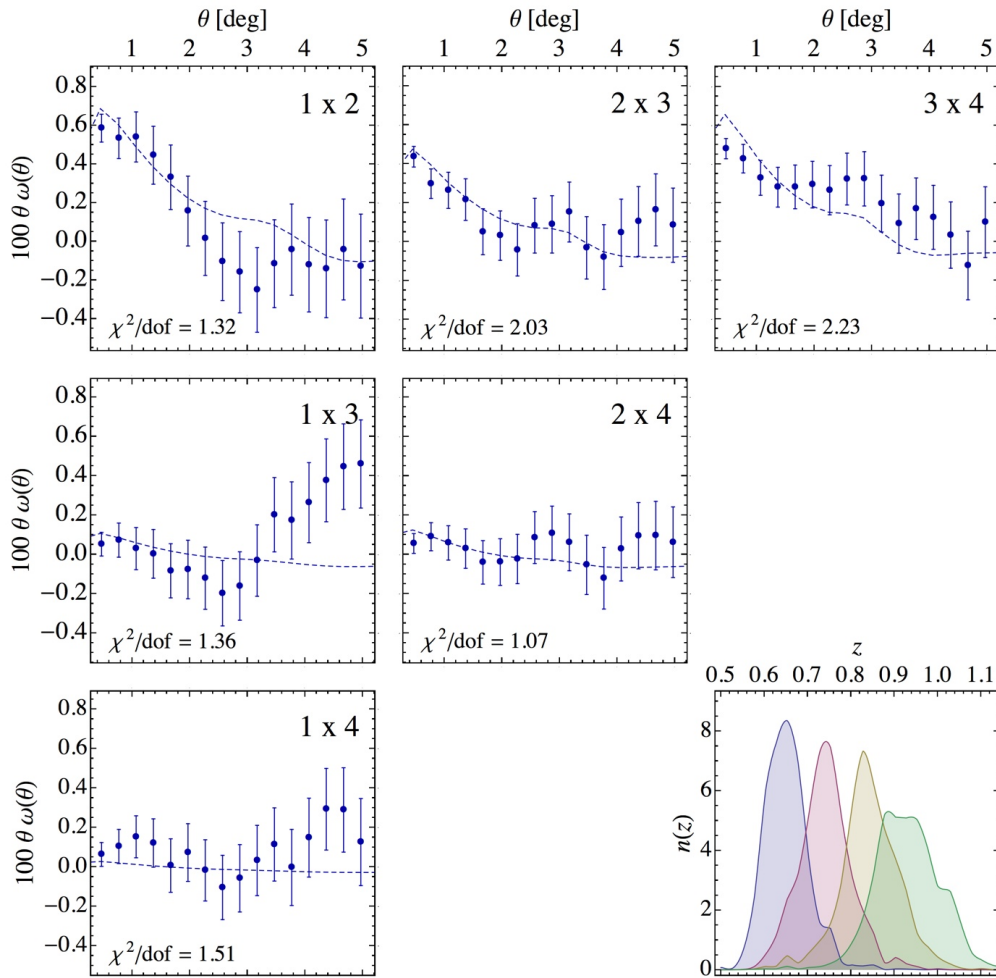 θ [deg] θ [deg] θ [deg]
1 2 3 4 5 1 2 3 4 5 1 2 3 4 5
0.8
1 x 2 2 x 3 3 x 4
0.6
0.4
0.2
0.0
−0.2
−0.4
100 θ ω(θ)
χ²/dof = 1.32 χ²/dof = 2.03 χ²/dof = 2.23
0.8
1 x 3 2 x 4
0.6
0.4
0.2
0.0
−0.2
−0.4
100 θ ω(θ)
χ²/dof = 1.36 χ²/dof = 1.07
0.8
1 x 4
0.6
0.4
0.2
0.0
−0.2
−0.4
100 θ ω(θ)
χ²/dof = 1.51
z
0.5 0.6 0.7 0.8 0.9 1.0 1.1
8
6
4
2
0
n(z)